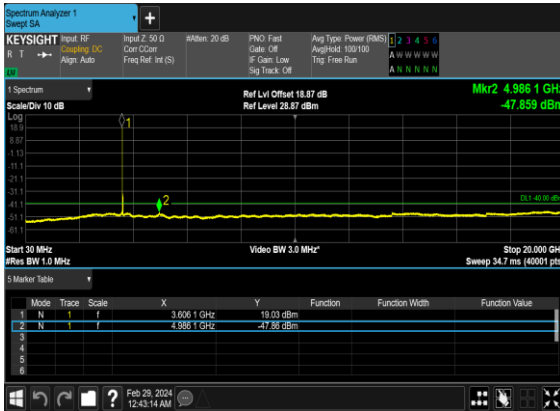 Spectrum Analyzer 1
Swept SA
+
KEYSIGHT Input: RF Input Z: 50 Ω #Atten: 20 dB PNO: Fast Avg Type: Power (RMS) 1 2 3 4 5 6
R T Coupling: DC Corr CCorr Gate: Off Avg|Hold: 100/100 A W W W W W
Align: Auto Freq Ref: Int (S) IF Gain: Low Trig: Free Run
Sig Track: Off A N N N N N
1 Spectrum Ref Lvl Offset 18.87 dB Mkr2 4.986 1 GHz
Scale/Div 10 dB Ref Level 28.87 dBm -47.859 dBm
Log
18.9
8.87
-1.13
-11.1
-21.1
-31.1
-41.1
-51.1
-61.1
1
2
DL1 -40.00 dBm
Start 30 MHz Video BW 3.0 MHz* Stop 20.000 GHz
#Res BW 1.0 MHz Sweep 34.7 ms (40001 pts)
5 Marker Table
Mode Trace Scale X Y Function Function Width Function Value
1 N 1 f 3.606 1 GHz 19.03 dBm
2 N 1 f 4.986 1 GHz -47.86 dBm
3
4
5
6
? Feb 29, 2024
12:43:14 AM